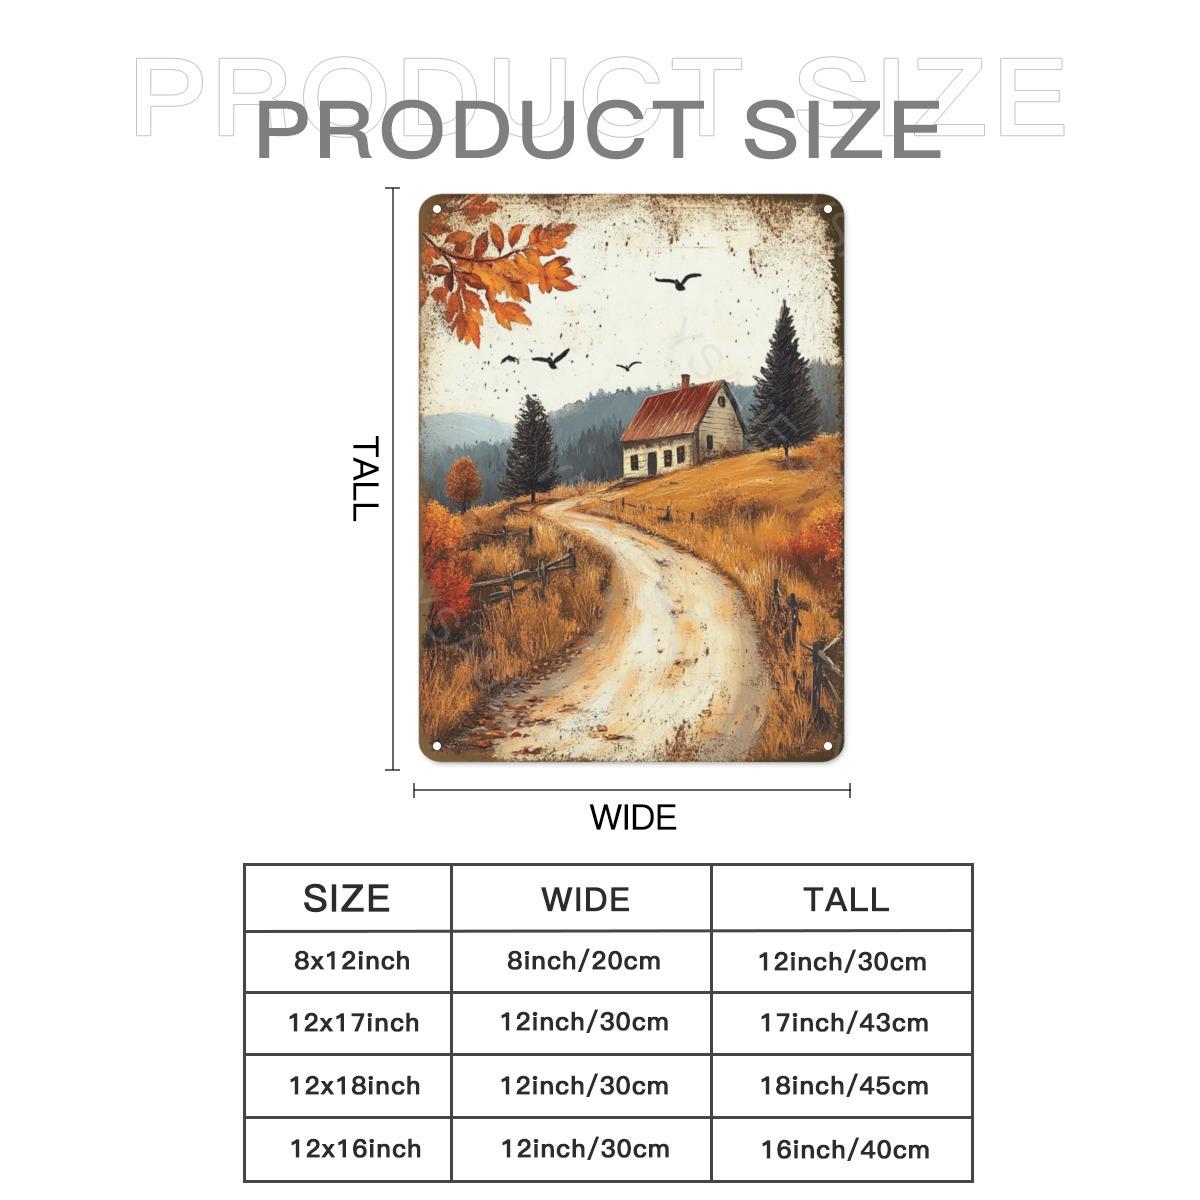 PRODUCT SIZE
PRODUCT SIZE
TALL
WIDE
SIZE WIDE TALL
8x12inch 8inch/20cm 12inch/30cm
12x17inch 12inch/30cm 17inch/43cm
12x18inch 12inch/30cm 18inch/45cm
12x16inch 12inch/30cm 16inch/40cm